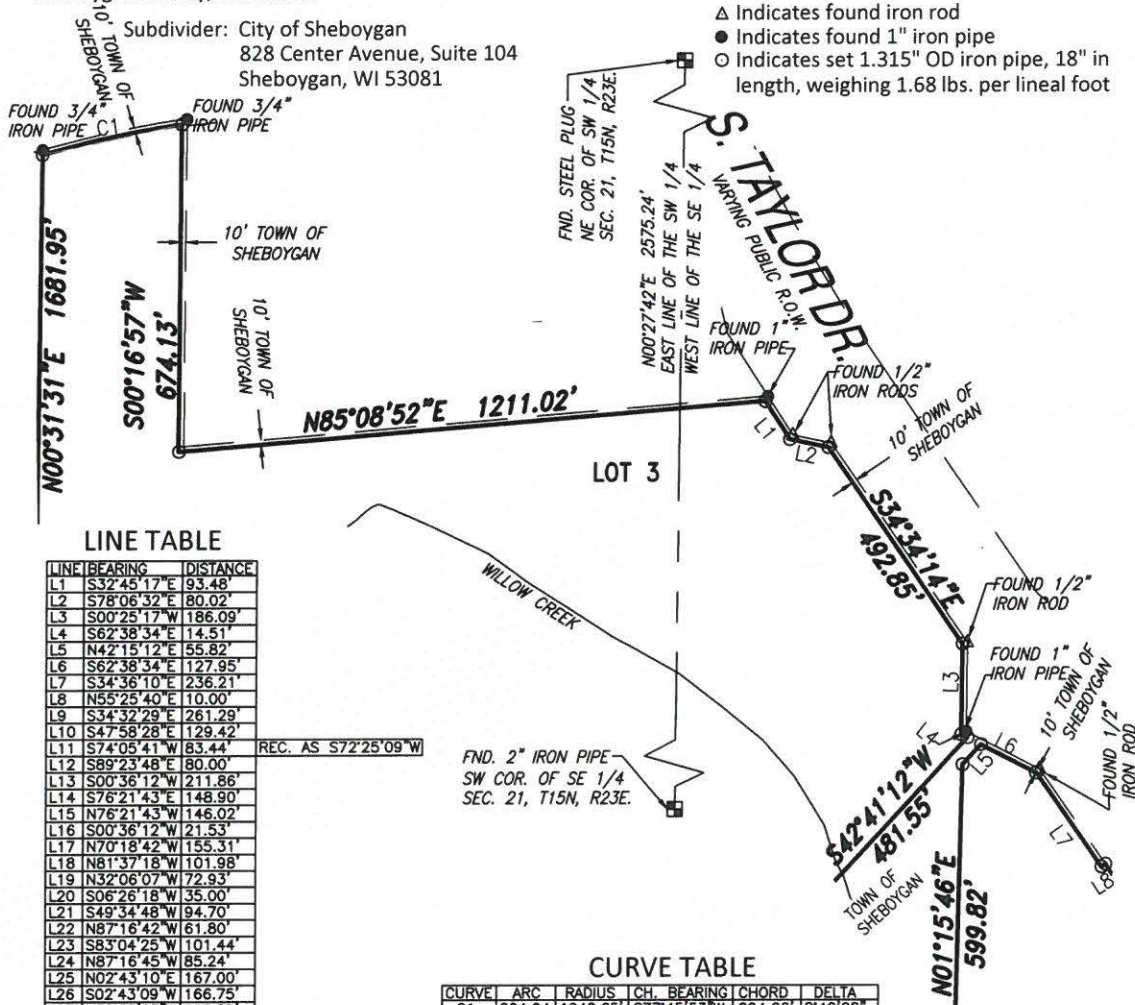 10' TOWN OF
SHEBOYGAN
Subdivider: City of Sheboygan
828 Center Avenue, Suite 104
Sheboygan, WI 53081
△ Indicates found iron rod
● Indicates found 1" iron pipe
○ Indicates set 1.315" OD iron pipe, 18" in
length, weighing 1.68 lbs. per lineal foot
FOUND 3/4"
IRON PIPE
C1
FOUND 3/4"
IRON PIPE
FND. STEEL PLUG
NE COR. OF SW 1/4
SEC. 21, T15N, R23E.
S. TAYLOR DR.
VARYING PUBLIC R.O.W.
N00°31'31"E 1681.95'
S00°16'57"W
674.13'
10' TOWN OF
SHEBOYGAN
10' TOWN OF
SHEBOYGAN
N00°27'42"E 2575.24'
EAST LINE OF THE SW 1/4
WEST LINE OF THE SE 1/4
FOUND 1"
IRON PIPE
FOUND 1/2"
IRON RODS
N85°08'52"E 1211.02'
L1
L2
10' TOWN OF
SHEBOYGAN
LOT 3
S34°34'14"E
492.85'
WILLOW CREEK
FOUND 1/2"
IRON ROD
FOUND 1"
IRON PIPE
L3
L4
L5
L6
10' TOWN OF
SHEBOYGAN
FOUND 1/2"
IRON ROD
L7
L8
FND. 2" IRON PIPE
SW COR. OF SE 1/4
SEC. 21, T15N, R23E.
S42°41'12"W
481.55'
TOWN OF
SHEBOYGAN
N01°15'46"E
599.82'
LINE TABLE
LINE BEARING DISTANCE
L1 S32°45'17"E 93.48'
L2 S78°06'32"E 80.02'
L3 S00°25'17"W 186.09'
L4 S62°38'34"E 14.51'
L5 N42°15'12"E 55.82'
L6 S62°38'34"E 127.95'
L7 S34°36'10"E 236.21'
L8 N55°25'40"E 10.00'
L9 S34°32'29"E 261.29'
L10 S47°58'28"E 129.42'
L11 S74°05'41"W 83.44' REC. AS S72°25'09"W
L12 S89°23'48"E 80.00'
L13 S00°36'12"W 211.86'
L14 S76°21'43"E 148.90'
L15 N76°21'43"W 146.02'
L16 S00°36'12"W 21.53'
L17 N70°18'42"W 155.31'
L18 N81°37'18"W 101.98'
L19 N32°06'07"W 72.93'
L20 S06°26'18"W 35.00'
L21 S49°34'48"W 94.70'
L22 N87°16'42"W 61.80'
L23 S83°04'25"W 101.44'
L24 N87°16'45"W 85.24'
L25 N02°43'10"E 167.00'
L26 S02°43'09"W 166.75'
CURVE TABLE
CURVE ARC RADIUS CH. BEARING CHORD DELTA